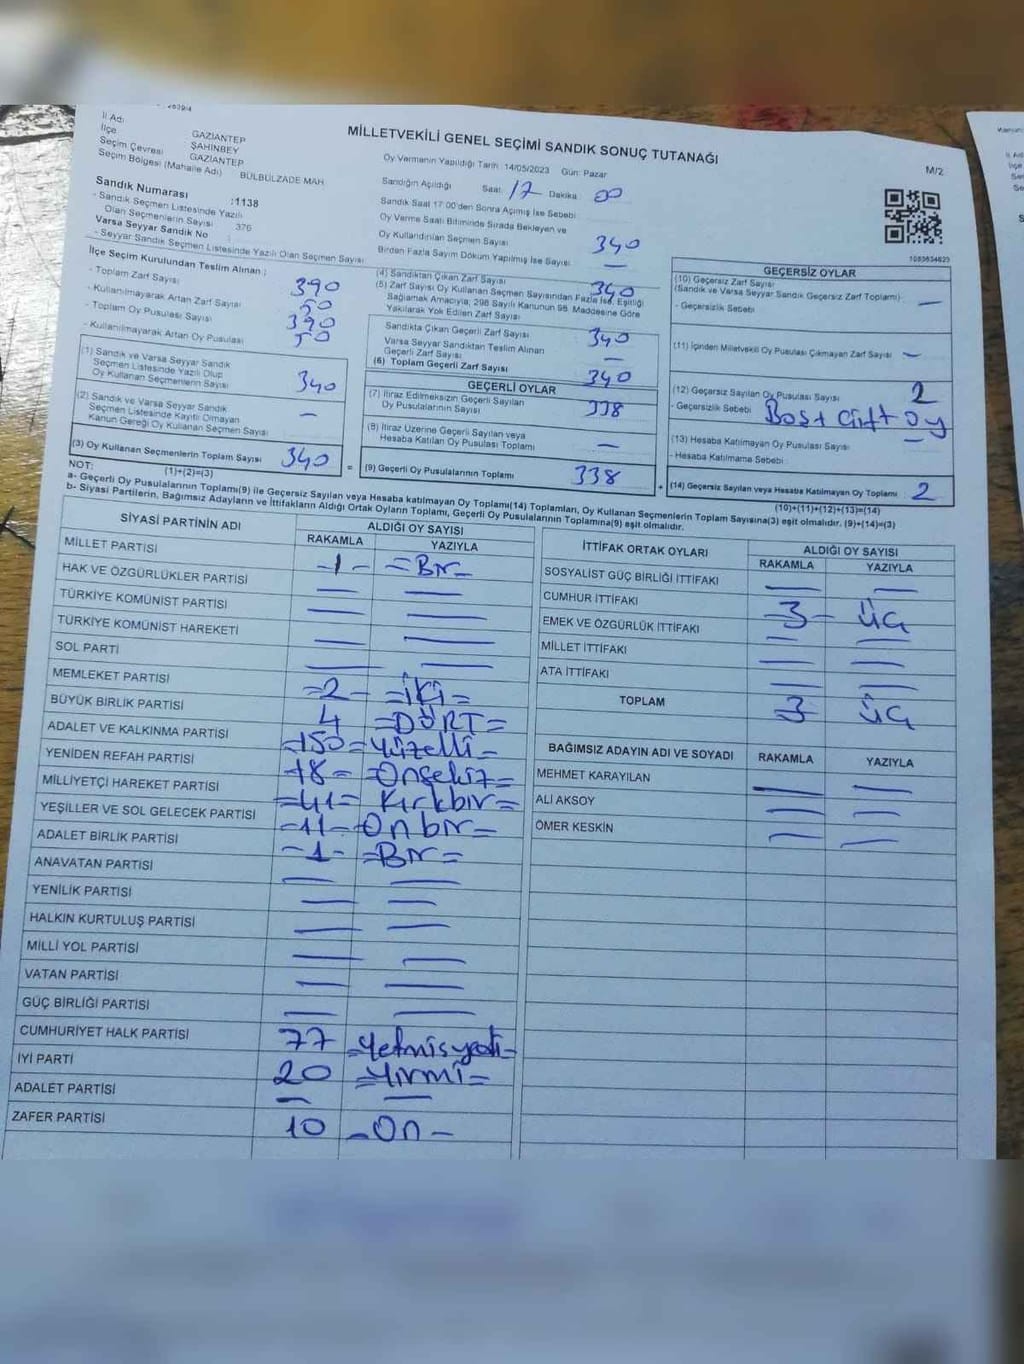 2639/4
İl Adı GAZİANTEP
İlçe ŞAHİNBEY
Seçim Çevresi GAZİANTEP
Seçim Bölgesi (Mahalle Adı) BÜLBÜLZADE MAH.
Sandık Numarası :1138
- Sandık Seçmen Listesinde Yazılı
Olan Seçmenlerin Sayısı 376
Varsa Seyyar Sandık No :
- Seyyar Sandık Seçmen Listesinde Yazılı Olan Seçmen Sayısı
MİLLETVEKİLİ GENEL SEÇİMİ SANDIK SONUÇ TUTANAĞI
M/2
Oy Vermenin Yapıldığı Tarih :14/05/2023 Gün: Pazar
Sandığın Açıldığı Saat: 17 Dakika : 00
Sandık Saat 17:00'den Sonra Açılmış İse Sebebi
Oy Verme Saati Bitiminde Sırada Bekleyen ve
Oy Kullandırılan Seçmen Sayısı 340
Birden Fazla Sayım Döküm Yapılmış İse Sayısı —
1085634623
İlçe Seçim Kurulundan Teslim Alınan :
- Toplam Zarf Sayısı 390
- Kullanılmayarak Artan Zarf Sayısı 50
- Toplam Oy Pusulası Sayısı 390
- Kullanılmayarak Artan Oy Pusulası 50
(1) Sandık ve Varsa Seyyar Sandık
Seçmen Listesinde Yazılı Olup
Oy Kullanan Seçmenlerin Sayısı 340
(2) Sandık ve Varsa Seyyar Sandık
Seçmen Listesinde Kayıtlı Olmayan
Kanun Gereği Oy Kullanan Seçmen Sayısı —
(3) Oy Kullanan Seçmenlerin Toplam Sayısı 340
(1)+(2)=(3)
(4) Sandıktan Çıkan Zarf Sayısı 340
(5) Zarf Sayısı Oy Kullanan Seçmen Sayısından Fazla İse, Eşitliği
Sağlamak Amacıyla; 298 Sayılı Kanunun 98. Maddesine Göre
Yakılarak Yok Edilen Zarf Sayısı
Sandıkta Çıkan Geçerli Zarf Sayısı 340
Varsa Seyyar Sandıktan Teslim Alınan
Geçerli Zarf Sayısı —
(6) Toplam Geçerli Zarf Sayısı 340
GEÇERLİ OYLAR
(7) İtiraz Edilmeksizin Geçerli Sayılan
Oy Pusulalarının Sayısı 338
(8) İtiraz Üzerine Geçerli Sayılan veya
Hesaba Katılan Oy Pusulası Toplamı —
= (9) Geçerli Oy Pusulalarının Toplamı 338
GEÇERSİZ OYLAR
(10) Geçersiz Zarf Sayısı
(Sandık ve Varsa Seyyar Sandık Geçersiz Zarf Toplamı) —
- Geçersizlik Sebebi
(11) İçinden Milletvekili Oy Pusulası Çıkmayan Zarf Sayısı —
(12) Geçersiz Sayılan Oy Pusulası Sayısı 2
- Geçersizlik Sebebi Boş+Çift Oy
(13) Hesaba Katılmayan Oy Pusulası Sayısı —
- Hesaba Katılmama Sebebi
+ (14) Geçersiz Sayılan veya Hesaba Katılmayan Oy Toplamı 2
(10)+(11)+(12)+(13)=(14)
NOT:
a- Geçerli Oy Pusulalarının Toplamı(9) ile Geçersiz Sayılan veya Hesaba katılmayan Oy Toplamı(14) Toplamları, Oy Kullanan Seçmenlerin Toplam Sayısına(3) eşit olmalıdır. (9)+(14)=(3)
b- Siyasi Partilerin, Bağımsız Adayların ve İttifakların Aldığı Ortak Oyların Toplamı, Geçerli Oy Pusulalarının Toplamına(9) eşit olmalıdır.
SİYASİ PARTİNİN ADI ALDIĞI OY SAYISI
RAKAMLA YAZIYLA
MİLLET PARTİSİ -1- =Bir-
HAK VE ÖZGÜRLÜKLER PARTİSİ — —
TÜRKİYE KOMÜNİST PARTİSİ — —
TÜRKİYE KOMÜNİST HAREKETİ — —
SOL PARTİ — —
MEMLEKET PARTİSİ =2- =İKİ=
BÜYÜK BİRLİK PARTİSİ 4 =DÖRT=
ADALET VE KALKINMA PARTİSİ -150= Yüzelli-
YENİDEN REFAH PARTİSİ -18= =Onsekiz=
MİLLİYETÇİ HAREKET PARTİSİ =41= Kırkbir=
YEŞİLLER VE SOL GELECEK PARTİSİ -11- Onbir-
ADALET BİRLİK PARTİSİ -1- =Bir=
ANAVATAN PARTİSİ — —
YENİLİK PARTİSİ — —
HALKIN KURTULUŞ PARTİSİ — —
MİLLİ YOL PARTİSİ — —
VATAN PARTİSİ — —
GÜÇ BİRLİĞİ PARTİSİ — —
CUMHURİYET HALK PARTİSİ 77 =Yetmişyedi-
İYİ PARTİ 20 =Yirmi=
ADALET PARTİSİ — —
ZAFER PARTİSİ 10 -On-
İTTİFAK ORTAK OYLARI ALDIĞI OY SAYISI
RAKAMLA YAZIYLA
SOSYALİST GÜÇ BİRLİĞİ İTTİFAKI — —
CUMHUR İTTİFAKI 3- Üç
EMEK VE ÖZGÜRLÜK İTTİFAKI — —
MİLLET İTTİFAKI — —
ATA İTTİFAKI — —
TOPLAM 3 Üç
BAĞIMSIZ ADAYIN ADI VE SOYADI RAKAMLA YAZIYLA
MEHMET KARAYILAN — —
ALİ AKSOY — —
ÖMER KESKİN — —